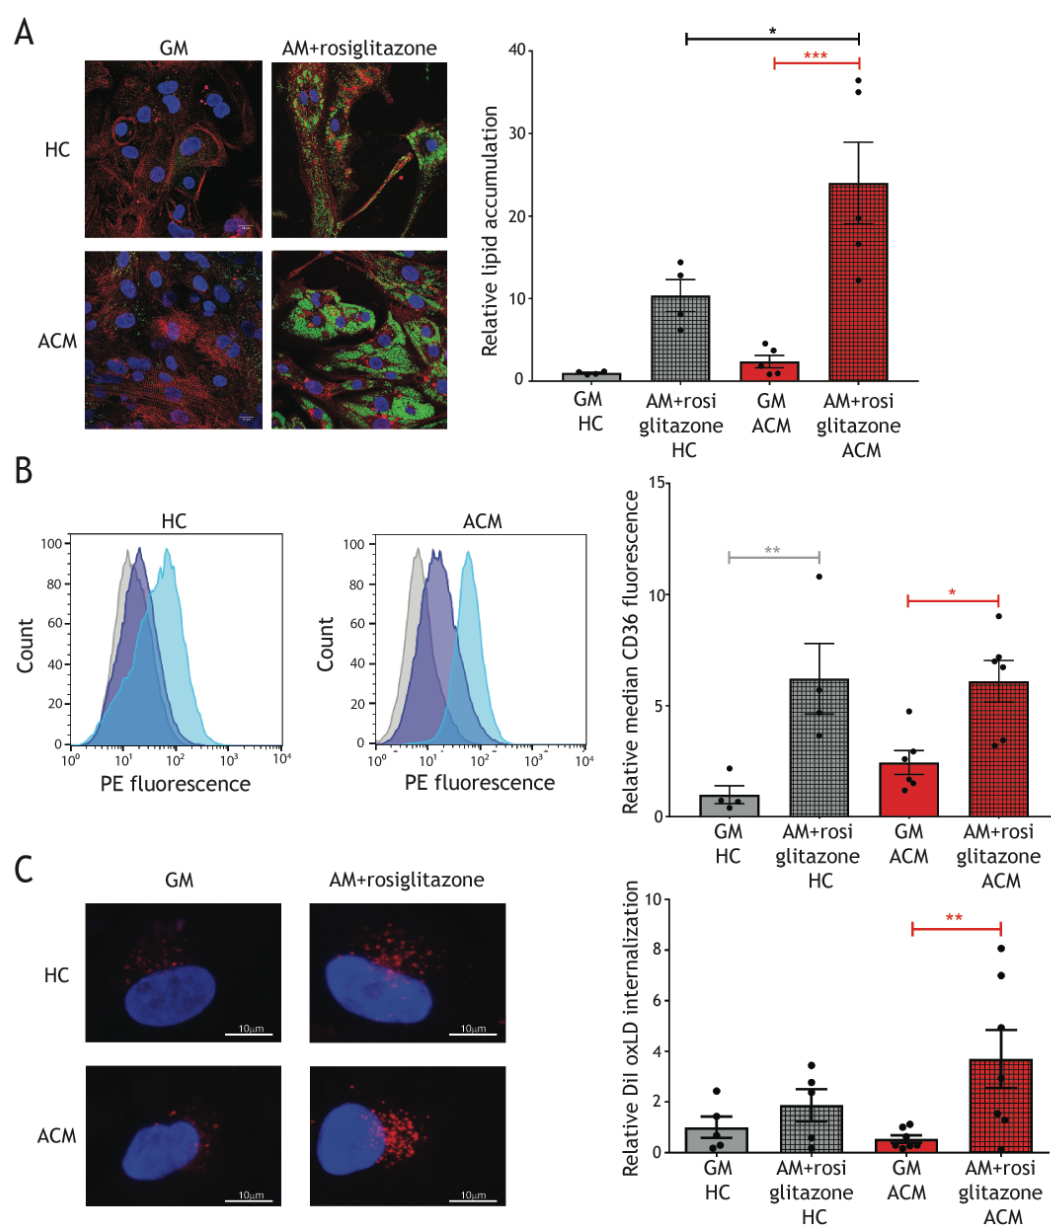 A
GM
AM+rosiglitazone
HC
ACM
Relative lipid accumulation
40
30
20
10
0
*
***
GM
HC
AM+rosi
glitazone
HC
GM
ACM
AM+rosi
glitazone
ACM
B
HC
Count
100
80
60
40
20
0
10⁰
10¹
10²
10³
10⁴
PE fluorescence
ACM
Count
100
80
60
40
20
0
10⁰
10¹
10²
10³
10⁴
PE fluorescence
Relative median CD36 fluorescence
15
10
5
0
**
*
GM
HC
AM+rosi
glitazone
HC
GM
ACM
AM+rosi
glitazone
ACM
C
GM
AM+rosiglitazone
HC
10μm
10μm
ACM
10μm
10μm
Relative DiI oxLD internalization
10
8
6
4
2
0
**
GM
HC
AM+rosi
glitazone
HC
GM
ACM
AM+rosi
glitazone
ACM